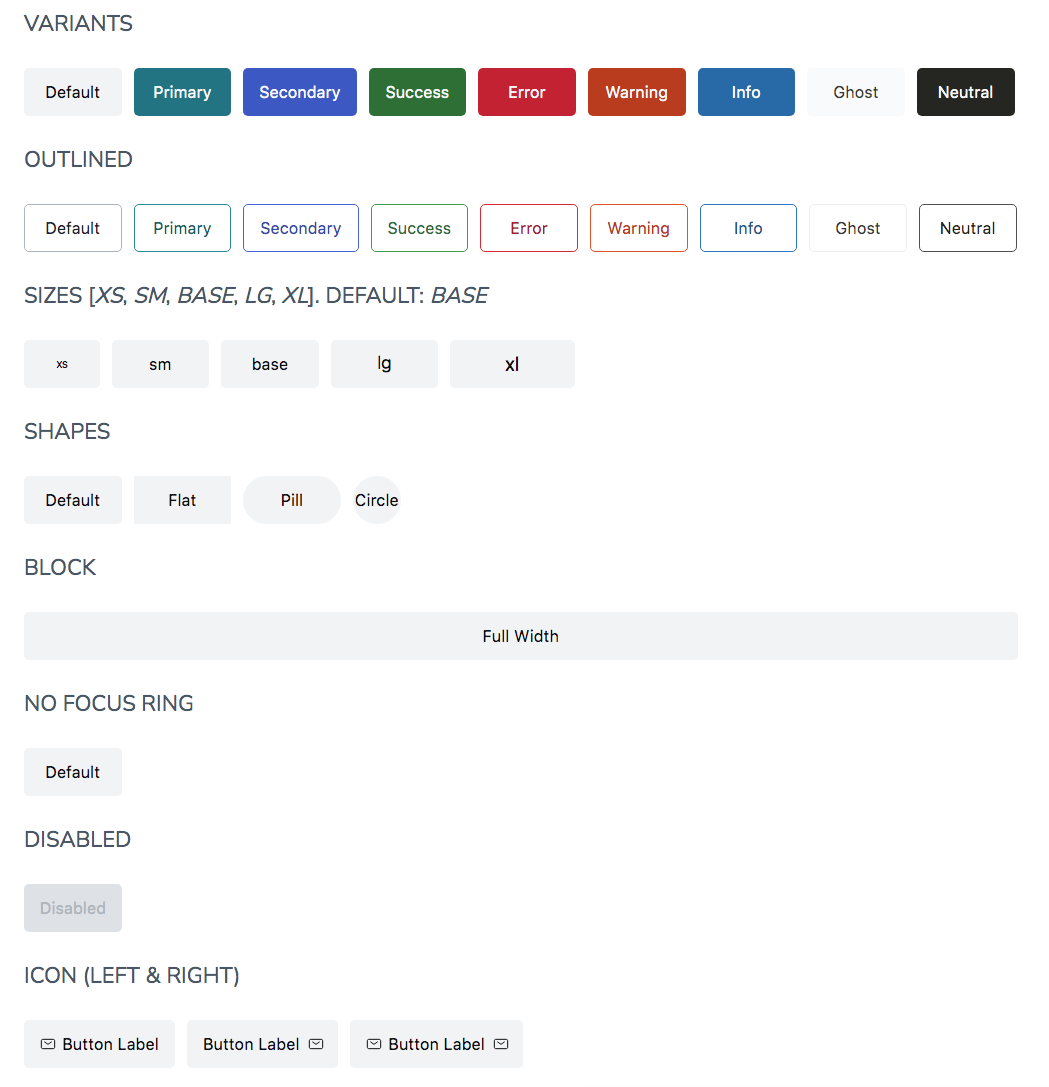 VARIANTS
Default Primary Secondary Success Error Warning Info Ghost Neutral
OUTLINED
Default Primary Secondary Success Error Warning Info Ghost Neutral
SIZES [XS, SM, BASE, LG, XL]. DEFAULT: BASE
xs sm base lg xl
SHAPES
Default Flat Pill Circle
BLOCK
Full Width
NO FOCUS RING
Default
DISABLED
Disabled
ICON (LEFT & RIGHT)
Button Label Button Label Button Label